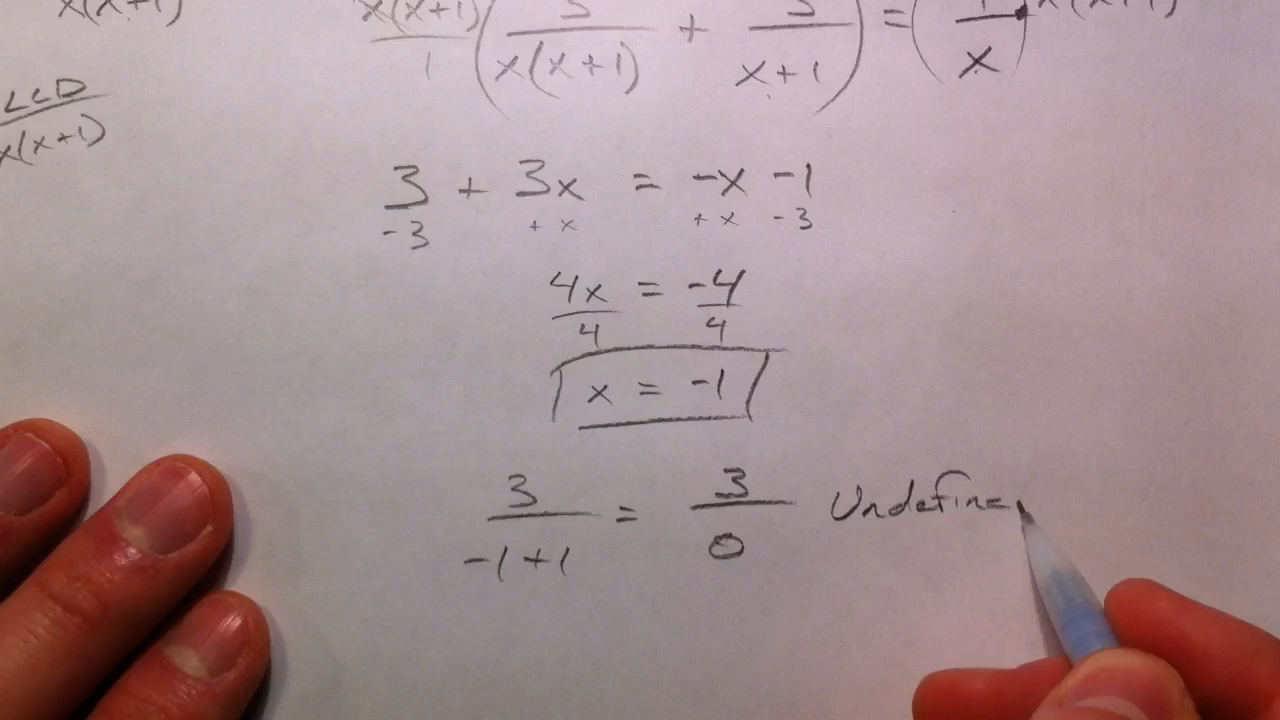 x(x+1)
x(x+1)/1 (3/x(x+1) + 3/x+1) = (-1/x) x(x+1)
LCD
x(x+1)
3 + 3x = -x -1
-3 +x +x -3
4x/4 = -4/4
x = -1
3/-1+1 = 3/0 Undefine